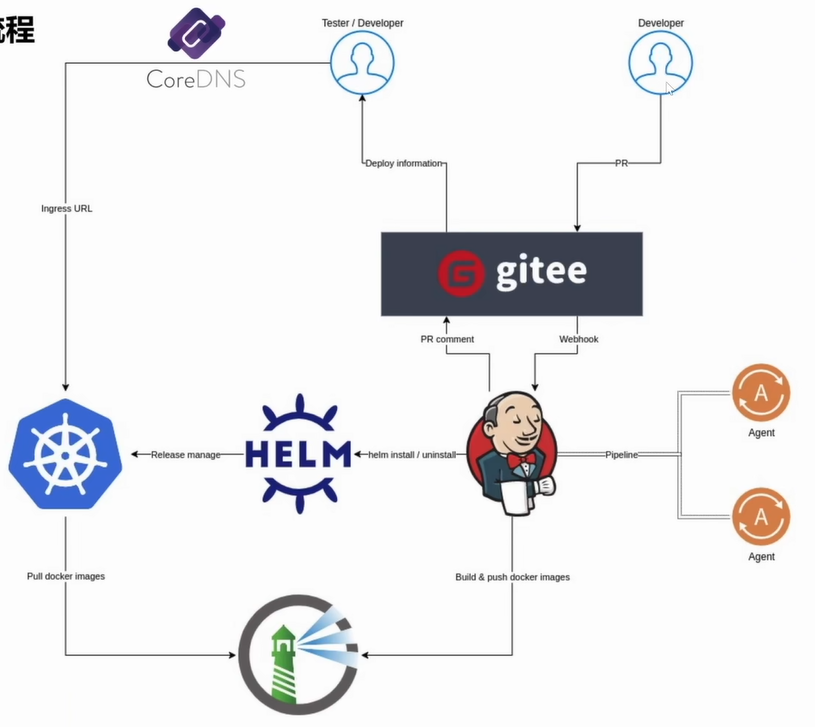 流程
CoreDNS
Tester / Developer
Developer
Deploy information
PR
Ingress URL
gitee
PR comment
Webhook
A
Agent
HELM
Release manage
helm install / uninstall
Pipeline
A
Agent
Pull docker images
Build & push docker images